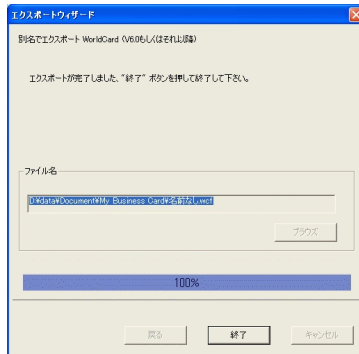 エクスポートウィザード
別名でエクスポート WorldCard (V6.0もしくはそれ以降)
エクスポートが完了しました、“終了” ボタンを押して終了して下さい。
ファイル名
D:¥data¥Document¥My Business Card¥名前なし.wcf
ブラウズ
100%
戻る
終了
キャンセル